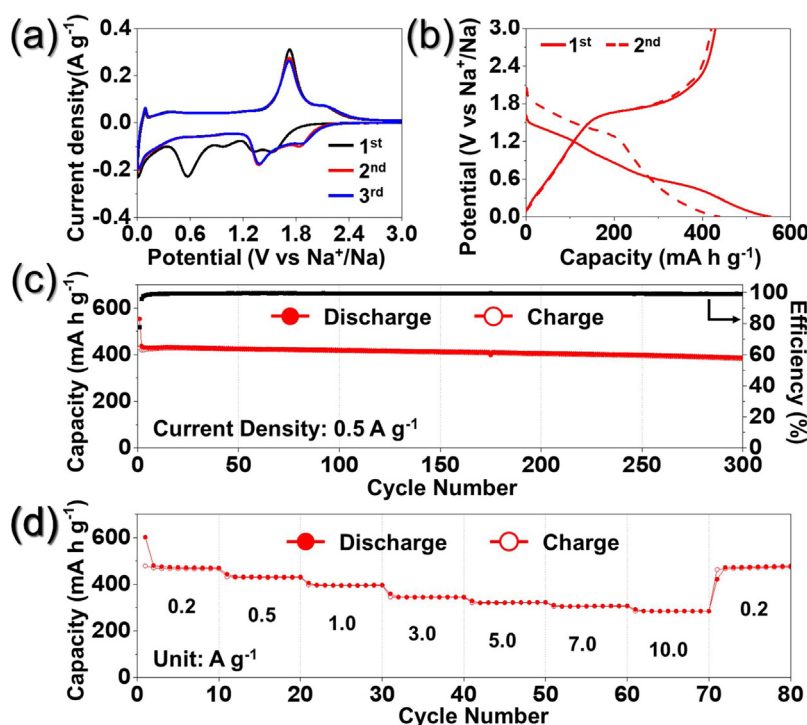 (a)
0.4
0.2
0.0
-0.2
-0.4
Current density(A g⁻¹)
1st
2nd
3rd
0.0 0.6 1.2 1.8 2.4 3.0
Potential (V vs Na⁺/Na)
(b)
3.0
2.4
1.8
1.2
0.6
0.0
Potential (V vs Na⁺/Na)
1st 2nd
0 200 400 600
Capacity (mA h g⁻¹)
(c)
600
400
200
0
Capacity (mA h g⁻¹)
Discharge Charge
Current Density: 0.5 A g⁻¹
100
80
60
40
20
0
Efficiency (%)
50 100 150 200 250 300
Cycle Number
(d)
600
400
200
0
Capacity (mA h g⁻¹)
Discharge Charge
0.2 0.5 1.0 3.0 5.0 7.0 10.0 0.2
Unit: A g⁻¹
0 10 20 30 40 50 60 70 80
Cycle Number